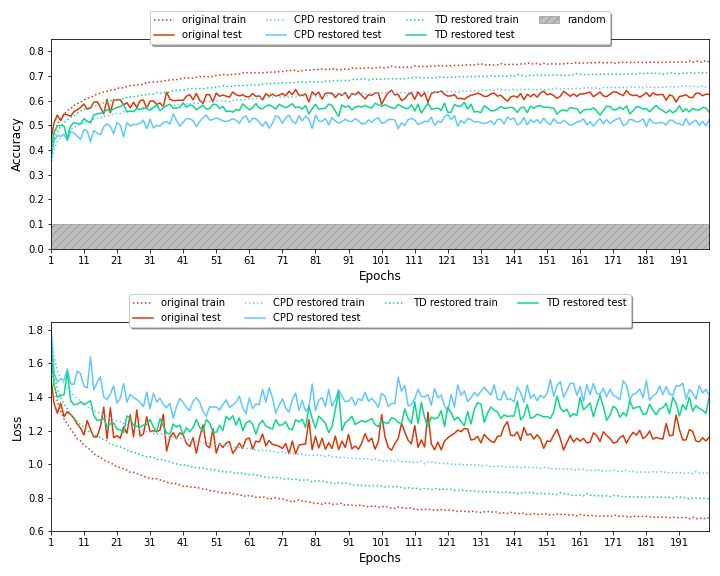 original train CPD restored train TD restored train random
original test CPD restored test TD restored test
0.8
0.7
0.6
0.5
0.4
0.3
0.2
0.1
0.0
Accuracy
1 11 21 31 41 51 61 71 81 91 101 111 121 131 141 151 161 171 181 191
Epochs
original train CPD restored train TD restored train TD restored test
original test CPD restored test
1.8
1.6
1.4
1.2
1.0
0.8
0.6
Loss
1 11 21 31 41 51 61 71 81 91 101 111 121 131 141 151 161 171 181 191
Epochs